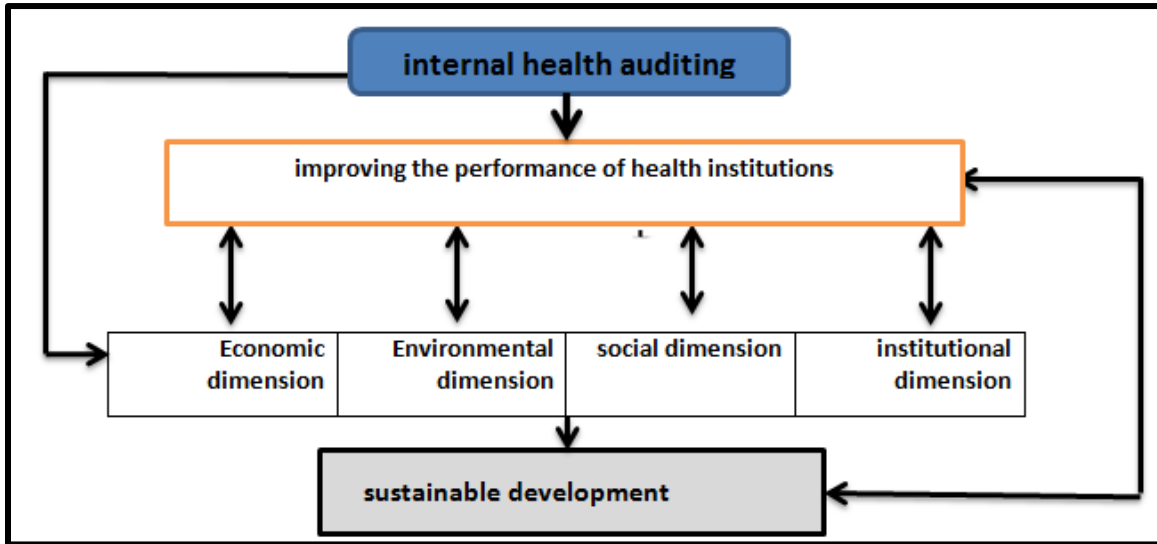 internal health auditing
improving the performance of health institutions
Economic
dimension
Environmental
dimension
social dimension
institutional
dimension
sustainable development